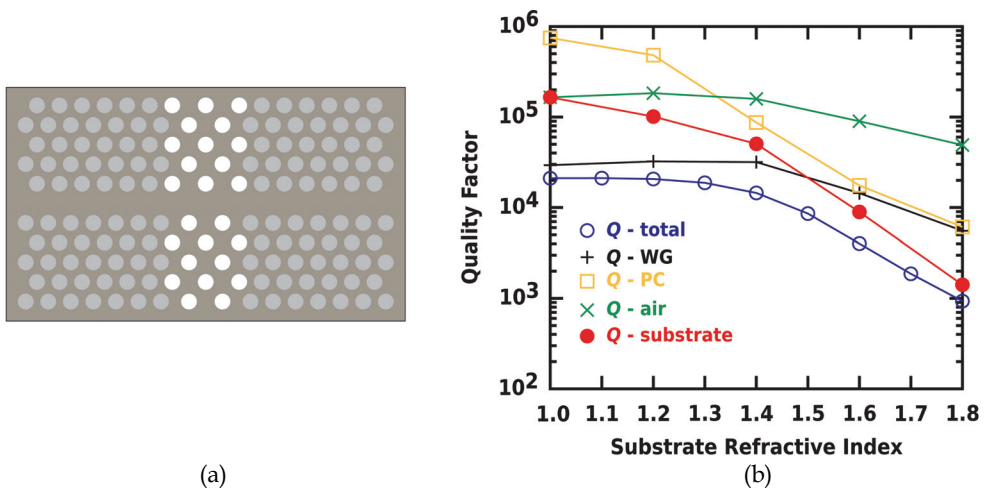 10^6
10^5
10^4
10^3
10^2
Quality Factor
Q - total
Q - WG
Q - PC
Q - air
Q - substrate
1.0 1.1 1.2 1.3 1.4 1.5 1.6 1.7 1.8
Substrate Refractive Index
(a) (b)